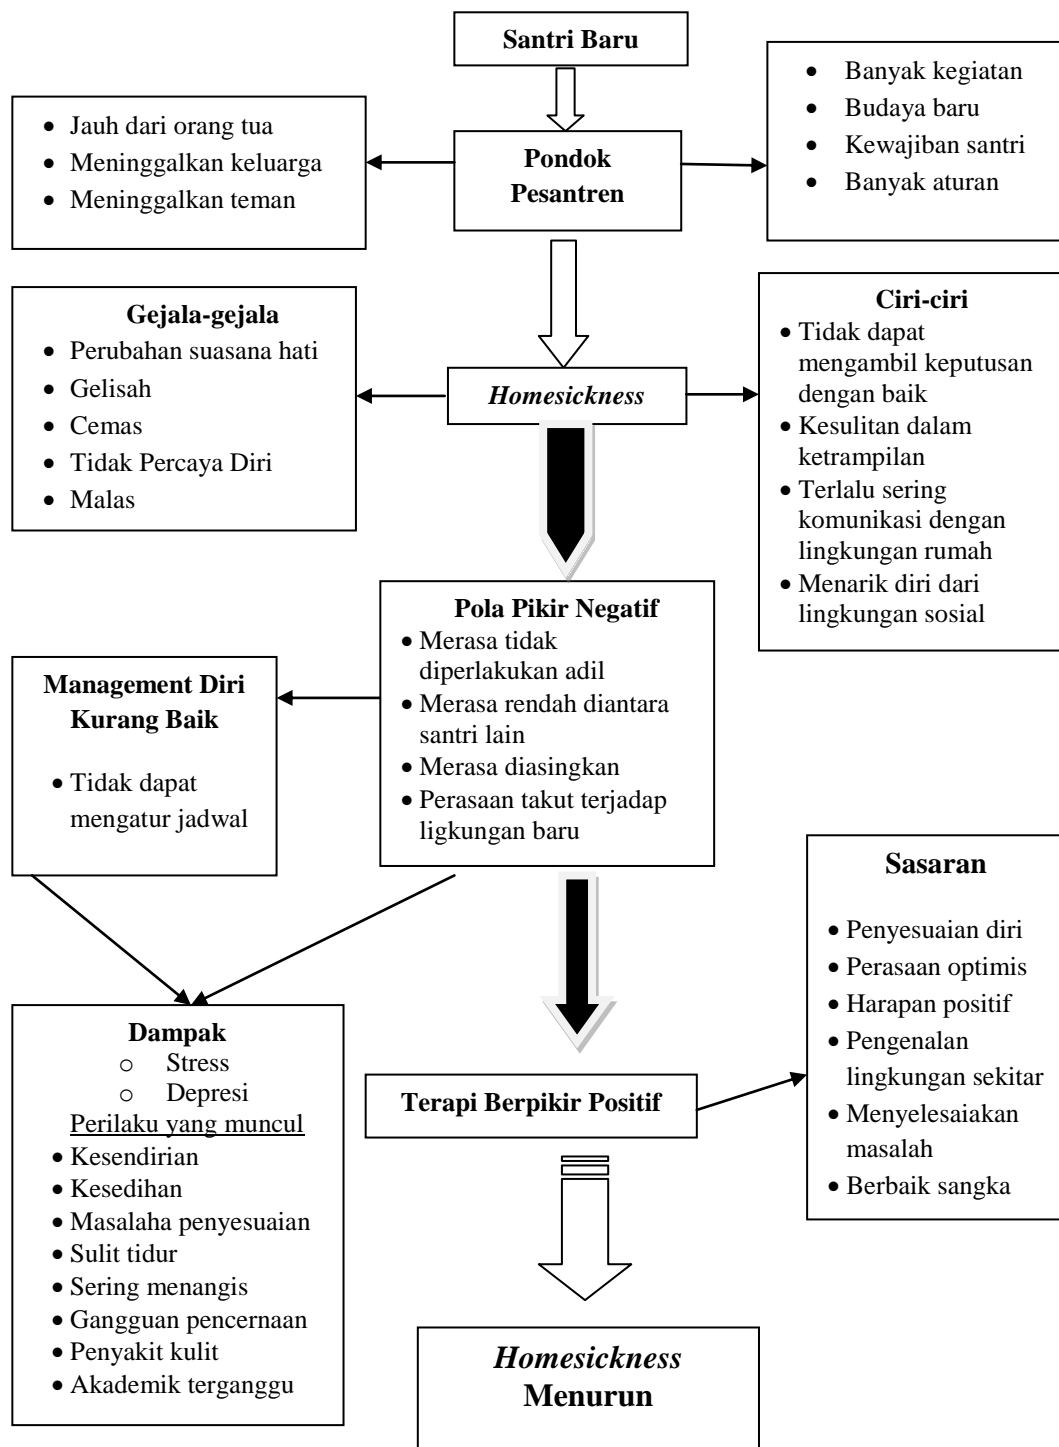 Santri Baru
• Jauh dari orang tua
• Meninggalkan keluarga
• Meninggalkan teman
Pondok
Pesantren
• Banyak kegiatan
• Budaya baru
• Kewajiban santri
• Banyak aturan
Gejala-gejala
• Perubahan suasana hati
• Gelisah
• Cemas
• Tidak Percaya Diri
• Malas
Homesickness
Ciri-ciri
• Tidak dapat
mengambil keputusan
dengan baik
• Kesulitan dalam
ketrampilan
• Terlalu sering
komunikasi dengan
lingkungan rumah
• Menarik diri dari
lingkungan sosial
Pola Pikir Negatif
• Merasa tidak
diperlakukan adil
• Merasa rendah diantara
santri lain
• Merasa diasingkan
• Perasaan takut terjadap
ligkungan baru
Management Diri
Kurang Baik
• Tidak dapat
mengatur jadwal
Sasaran
• Penyesuaian diri
• Perasaan optimis
• Harapan positif
• Pengenalan
lingkungan sekitar
• Menyelesaiakan
masalah
• Berbaik sangka
Dampak
o Stress
o Depresi
Perilaku yang muncul
• Kesendirian
• Kesedihan
• Masalaha penyesuaian
• Sulit tidur
• Sering menangis
• Gangguan pencernaan
• Penyakit kulit
• Akademik terganggu
Terapi Berpikir Positif
Homesickness
Menurun